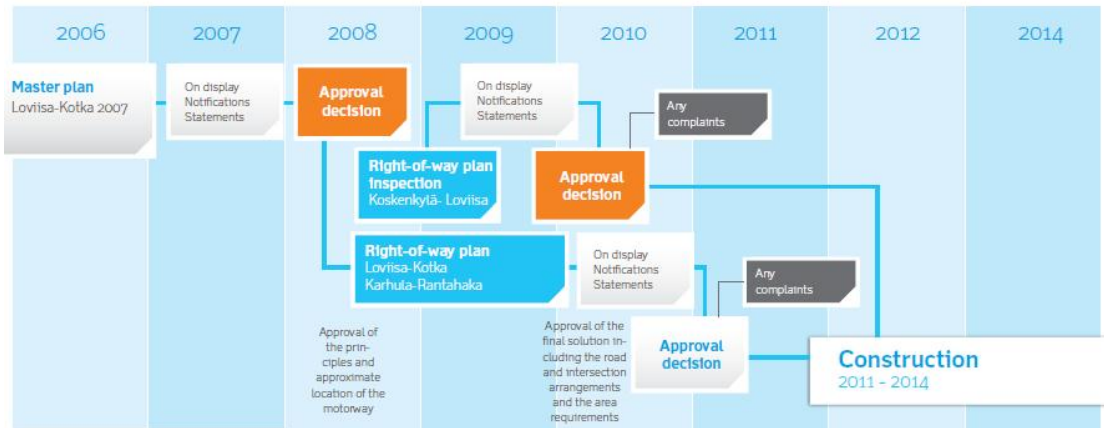 2006 2007 2008 2009 2010 2011 2012 2014
Master plan
Loviisa-Kotka 2007
On display
Notifications
Statements
Approval
decision
On display
Notifications
Statements
Any
complaints
Right-of-way plan
inspection
Koskenkylä- Loviisa
Approval
decision
Right-of-way plan
Loviisa-Kotka
Karhula-Rantahaka
On display
Notifications
Statements
Any
complaints
Approval of
the prin-
ciples and
approximate
location of the
motorway
Approval of the
final solution in-
cluding the road
and intersection
arrangements
and the area
requirements
Approval
decision
Construction
2011 - 2014